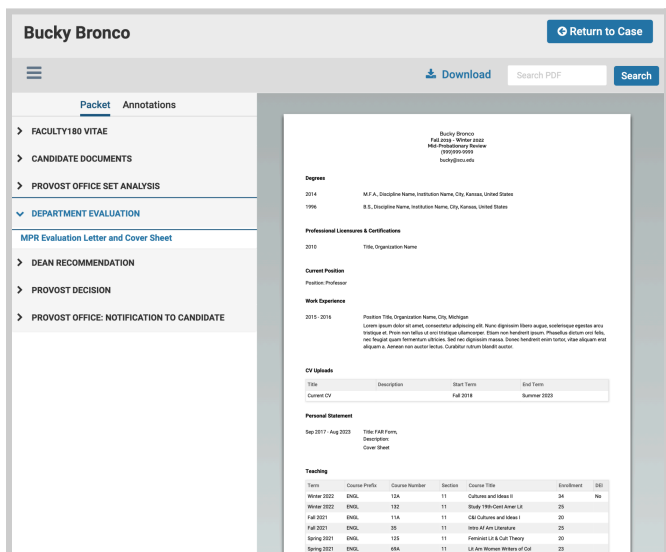 Bucky Bronco
Return to Case
Download
Search PDF
Search
Packet Annotations
FACULTY180 VITAE
CANDIDATE DOCUMENTS
PROVOST OFFICE SET ANALYSIS
DEPARTMENT EVALUATION
MPR Evaluation Letter and Cover Sheet
DEAN RECOMMENDATION
PROVOST DECISION
PROVOST OFFICE: NOTIFICATION TO CANDIDATE
Bucky Bronco
Fall 2019 - Winter 2022
Mid-Probationary Review
(999)999-9999
bucky@scu.edu
Degrees
2014 M.F.A., Discipline Name, Institution Name, City, Kansas, United States
1996 B.S., Discipline Name, Institution Name, City, Kansas, United States
Professional Licensures & Certifications
2010 Title, Organization Name
Current Position
Position: Professor
Work Experience
2015 - 2016 Position Title, Organization Name, City, Michigan
Lorem ipsum dolor sit amet, consectetur adipiscing elit. Nunc dignissim libero augue, scelerisque egestas arcu
tristique et. Proin non tellus ut orci tristique ullamcorper. Etiam non hendrerit ipsum. Phasellus dictum orci felis,
nec feugiat quam fermentum ultricies. Sed nec dignissim massa. Donec hendrerit enim tortor, vitae aliquam erat
aliquam a. Aenean non auctor lectus. Curabitur rutrum blandit auctor.
CV Uploads
Title Description Start Term End Term
Current CV Fall 2018 Summer 2023
Personal Statement
Sep 2017 - Aug 2023 Title: FAR Form,
Description:
Cover Sheet
Teaching
Term Course Prefix Course Number Section Course Title Enrollment DEI
Winter 2022 ENGL 12A 11 Cultures and Ideas II 34 No
Winter 2022 ENGL 132 11 Study 19th-Cent Amer Lit 25
Fall 2021 ENGL 11A 11 C&I Cultures and Ideas I 20
Fall 2021 ENGL 35 11 Intro Af Am Literature 25
Spring 2021 ENGL 125 11 Feminist Lit & Cult Theory 20
Spring 2021 ENGL 69A 11 Lit Am Women Writers of Col 23